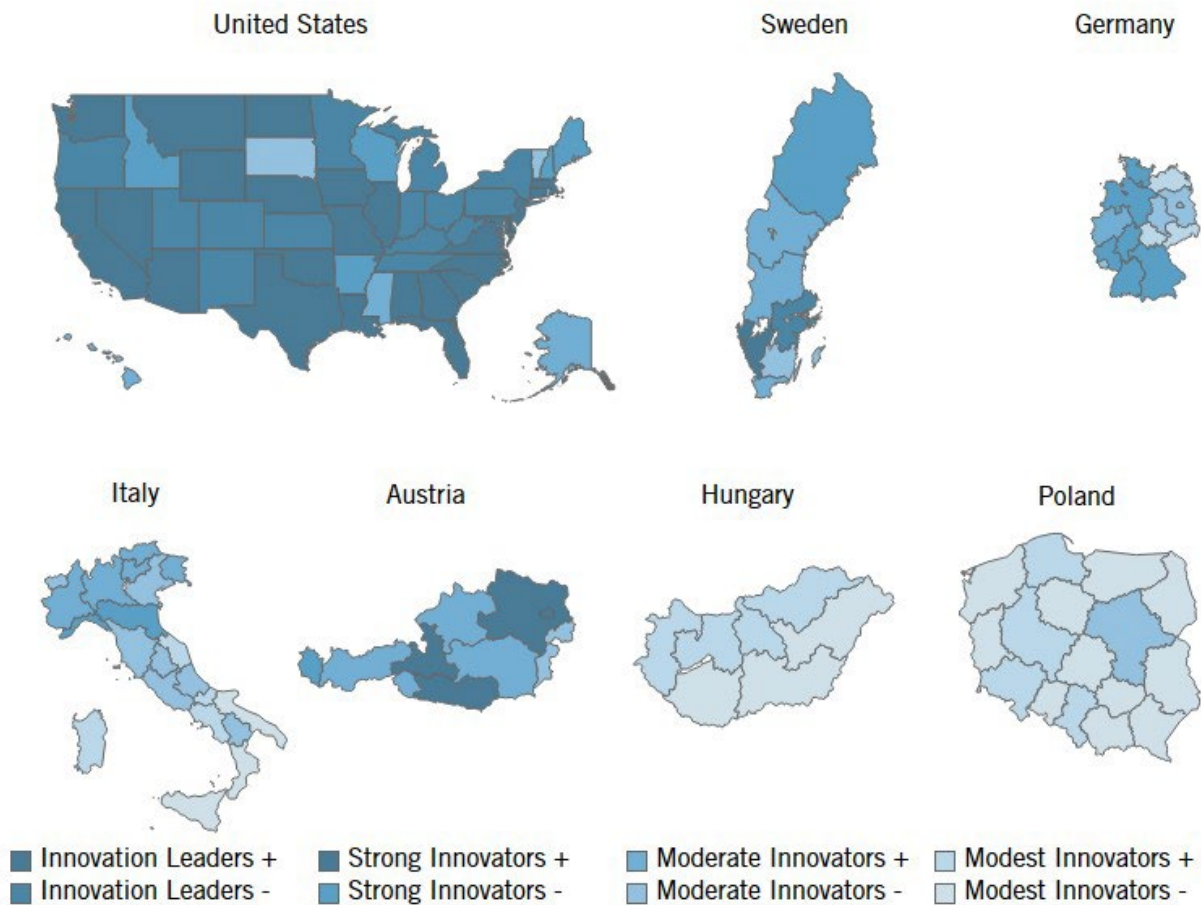 United States Sweden Germany
Italy Austria Hungary Poland
Innovation Leaders + Strong Innovators + Moderate Innovators + Modest Innovators +
Innovation Leaders - Strong Innovators - Moderate Innovators - Modest Innovators -